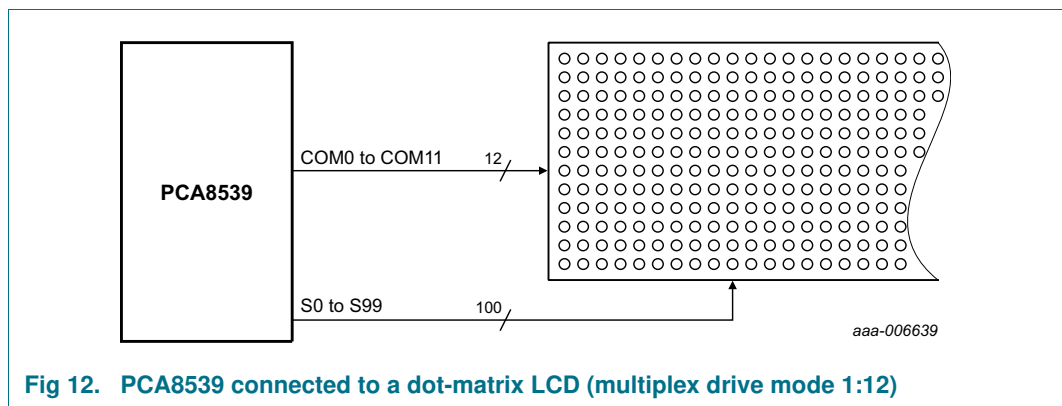 COM0 to COM11
12
PCA8539
S0 to S99
100
aaa-006639
Fig 12. PCA8539 connected to a dot-matrix LCD (multiplex drive mode 1:12)